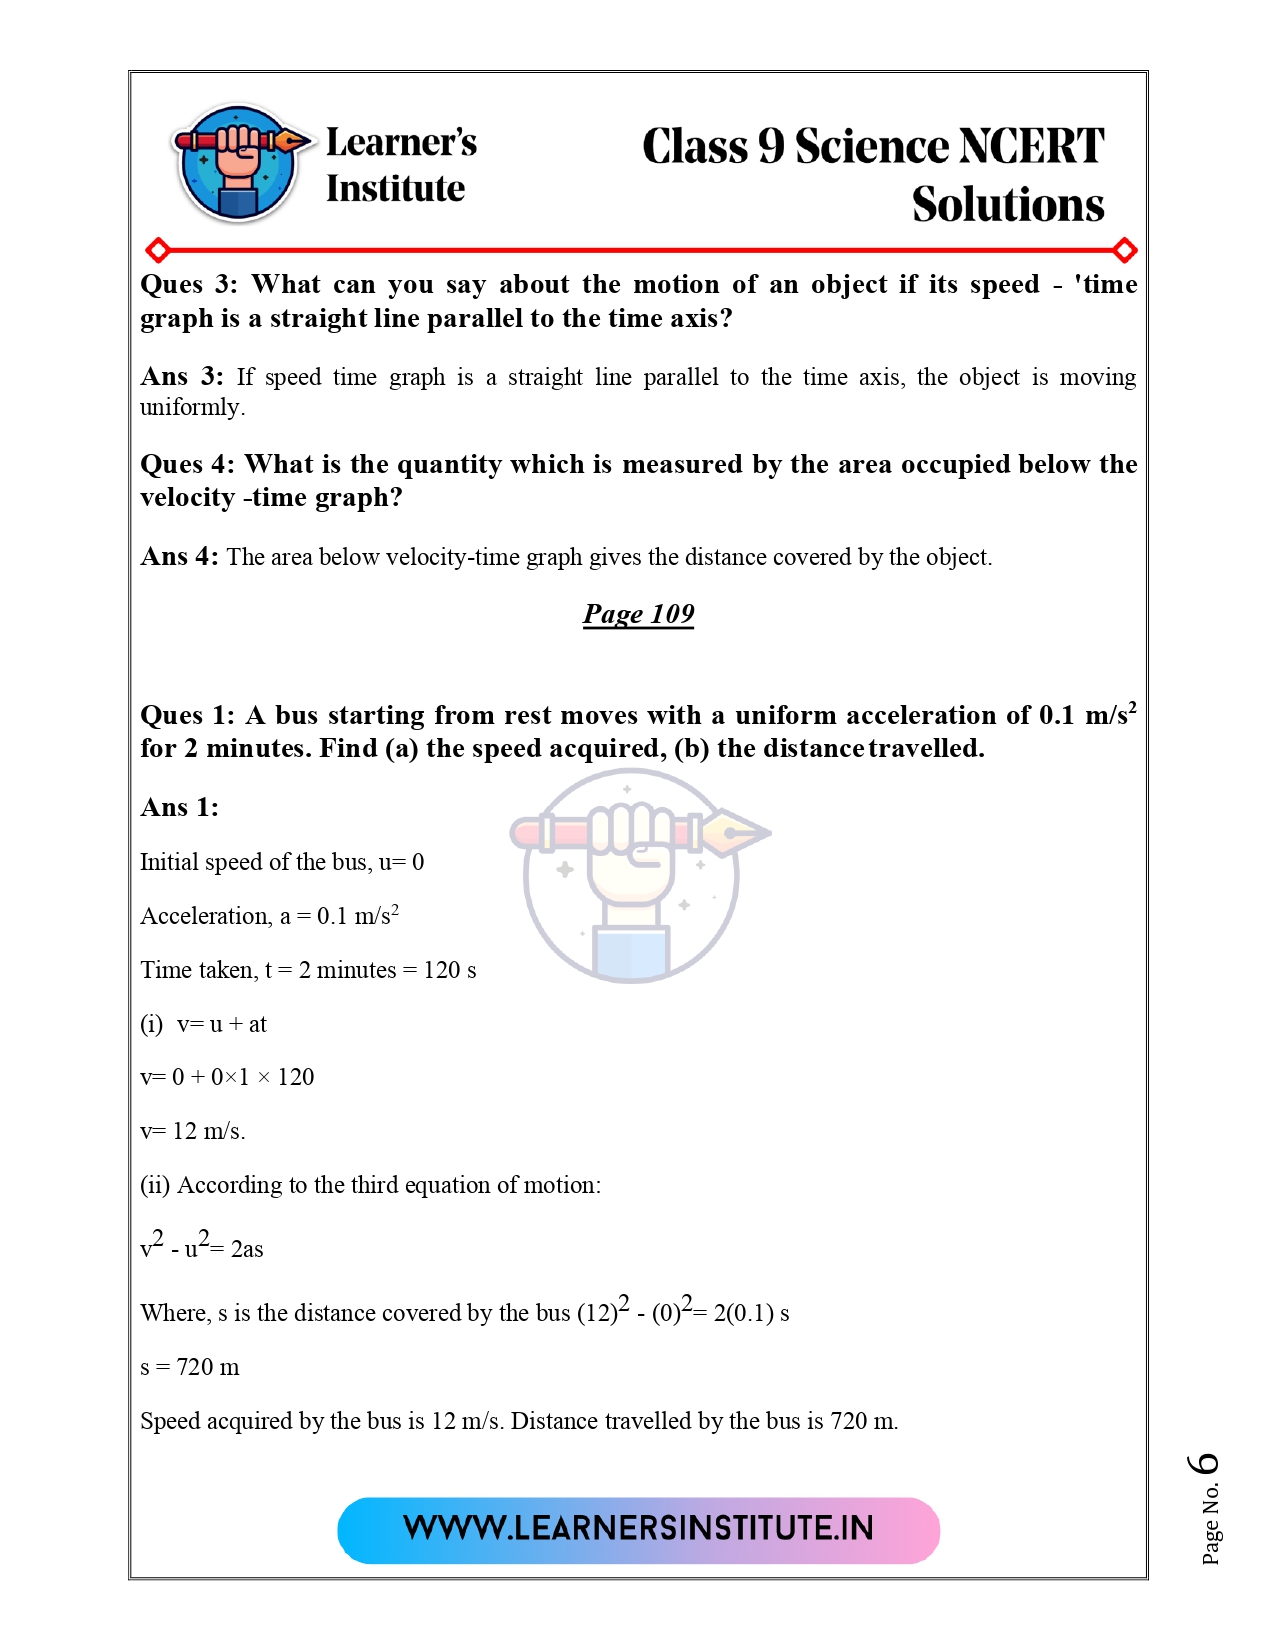 Learner's
Institute
Class 9 Science NCERT
Solutions
Ques 3: What can you say about the motion of an object if its speed - 'time
graph is a straight line parallel to the time axis?
Ans 3: If speed time graph is a straight line parallel to the time axis, the object is moving
uniformly.
Ques 4: What is the quantity which is measured by the area occupied below the
velocity -time graph?
Ans 4: The area below velocity-time graph gives the distance covered by the object.
Page 109
Ques 1: A bus starting from rest moves with a uniform acceleration of 0.1 m/s²
for 2 minutes. Find (a) the speed acquired, (b) the distance travelled.
Ans 1:
Initial speed of the bus, u= 0
Acceleration, a = 0.1 m/s²
Time taken, t = 2 minutes = 120 s
(i) v= u + at
v= 0 + 0×1 × 120
v= 12 m/s.
(ii) According to the third equation of motion:
v² - u²= 2as
Where, s is the distance covered by the bus (12)² - (0)²= 2(0.1) s
s = 720 m
Speed acquired by the bus is 12 m/s. Distance travelled by the bus is 720 m.
WWW.LEARNERSINSTITUTE.IN
Page No. 6